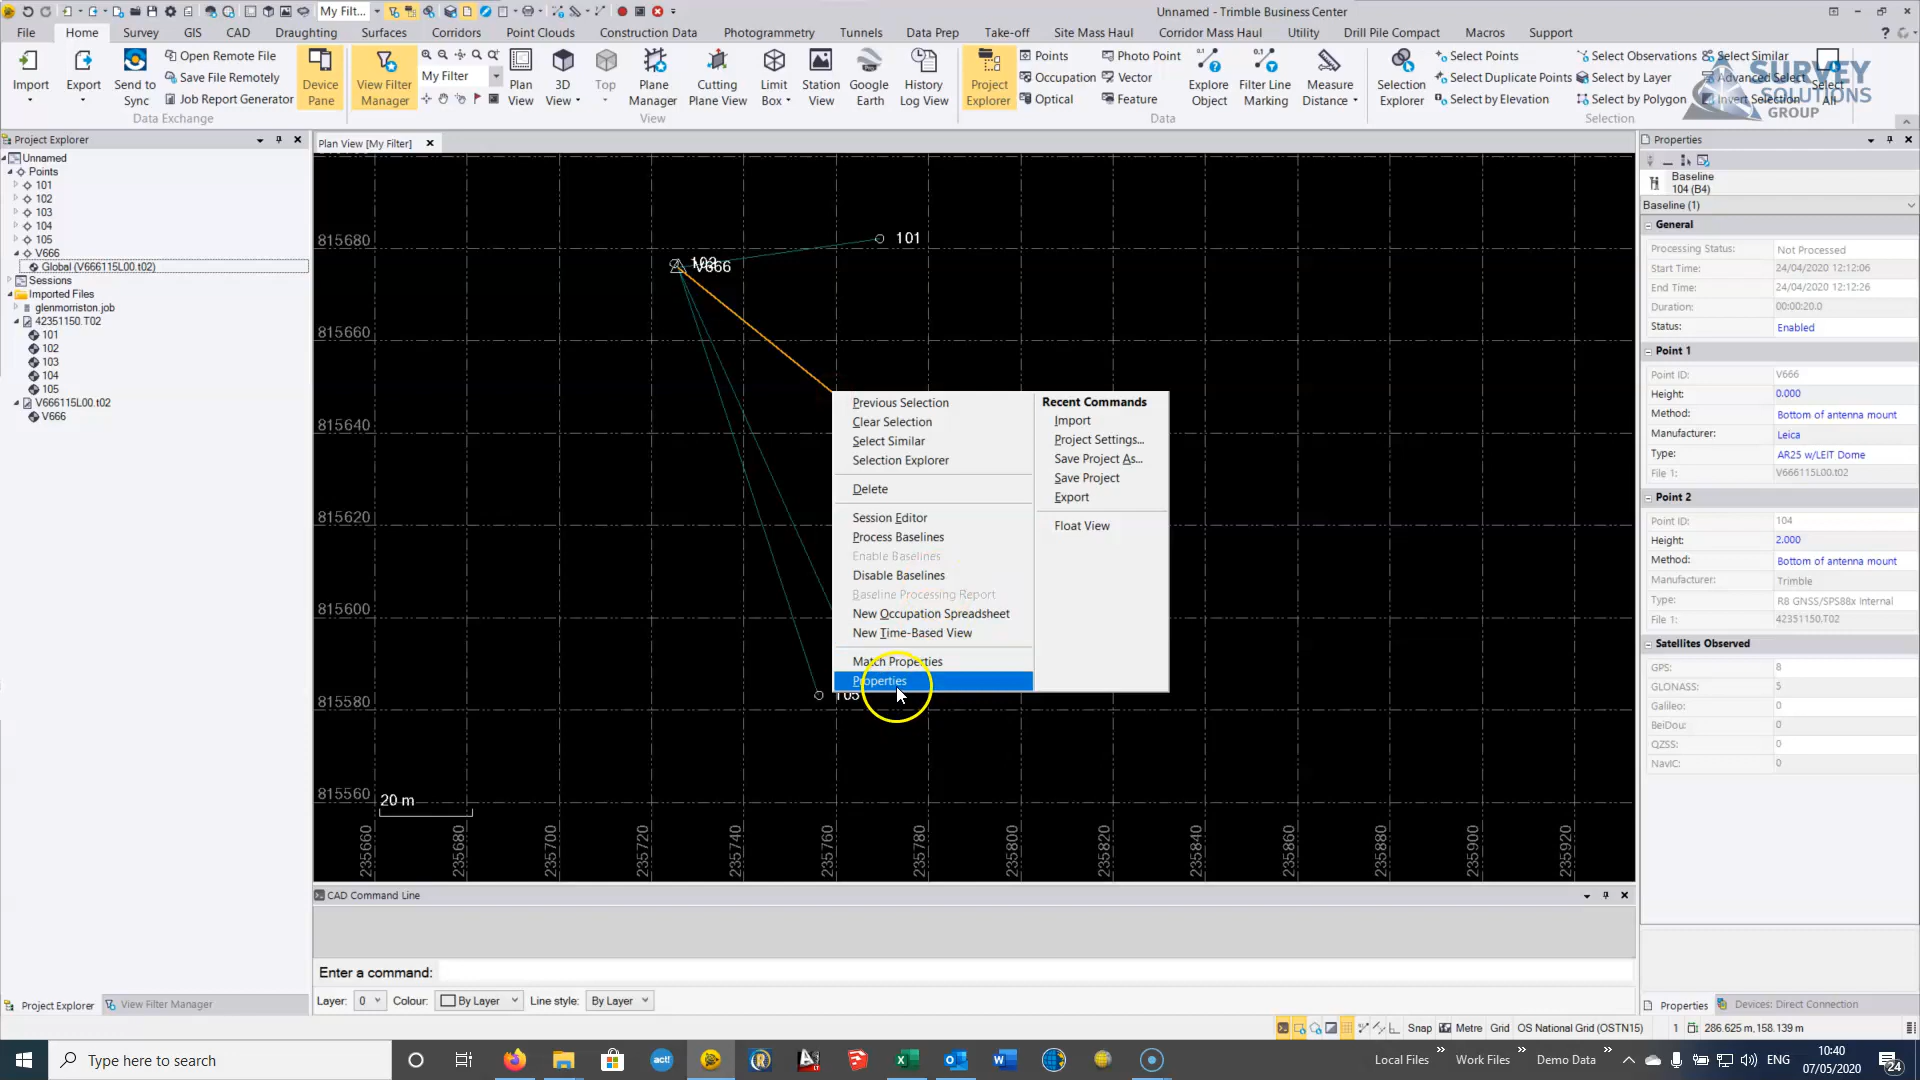 My Filt...
Unnamed - Trimble Business Center
File
Home
Survey
GIS
CAD
Draughting
Surfaces
Corridors
Point Clouds
Construction Data
Photogrammetry
Tunnels
Data Prep
Take-off
Site Mass Haul
Corridor Mass Haul
Utility
Drill Pile Compact
Macros
Support
Import
Export
Send to Sync
Open Remote File
Save File Remotely
Job Report Generator
Data Exchange
Device Pane
View Filter Manager
My Filter
Plan View
3D View
Top
Plane Manager
Cutting Plane View
Limit Box
Station View
Google Earth
History Log View
View
Project Explorer
Points
Occupation
Optical
Photo Point
Vector
Feature
Explore Object
Filter Line Marking
Measure Distance
Data
Selection Explorer
Select Points
Select Duplicate Points
Select by Elevation
Select Observations
Select by Layer
Select by Polygon
Select Similar
Advanced Select
Invert Selection
Select All
Selection
SURVEY
SOLUTIONS
GROUP
Project Explorer
Unnamed
Points
101
102
103
104
105
V666
Global (V666115L00.t02)
Sessions
Imported Files
glenmorriston.job
42351150.T02
101
102
103
104
105
V666115L00.t02
V666
Plan View [My Filter]
815680
815660
815640
815620
815600
815580
815560
20 m
235660
235680
235700
235720
235740
235760
235780
235800
235820
235840
235860
235880
235900
235920
101
V666
105
Previous Selection
Clear Selection
Select Similar
Selection Explorer
Delete
Session Editor
Process Baselines
Enable Baselines
Disable Baselines
Baseline Processing Report
New Occupation Spreadsheet
New Time-Based View
Match Properties
Properties
Recent Commands
Import
Project Settings...
Save Project As...
Save Project
Export
Float View
Properties
Baseline
104 (B4)
Baseline (1)
General
Processing Status: Not Processed
Start Time: 24/04/2020 12:12:06
End Time: 24/04/2020 12:12:26
Duration: 00:00:20.0
Status: Enabled
Point 1
Point ID: V666
Height: 0.000
Method: Bottom of antenna mount
Manufacturer: Leica
Type: AR25 w/LEIT Dome
File 1: V666115L00.t02
Point 2
Point ID: 104
Height: 2.000
Method: Bottom of antenna mount
Manufacturer: Trimble
Type: R8 GNSS/SPS88x Internal
File 1: 42351150.T02
Satellites Observed
GPS: 8
GLONASS: 5
Galileo: 0
BeiDou: 0
QZSS: 0
NavIC: 0
CAD Command Line
Enter a command:
Layer: 0 Colour: By Layer Line style: By Layer
Project Explorer
View Filter Manager
Properties
Devices: Direct Connection
Snap
Metre
Grid
OS National Grid (OSTN15)
1
286.625 m,158.139 m
Type here to search
act!
Local Files
Work Files
Demo Data
ENG
10:40
07/05/2020
24